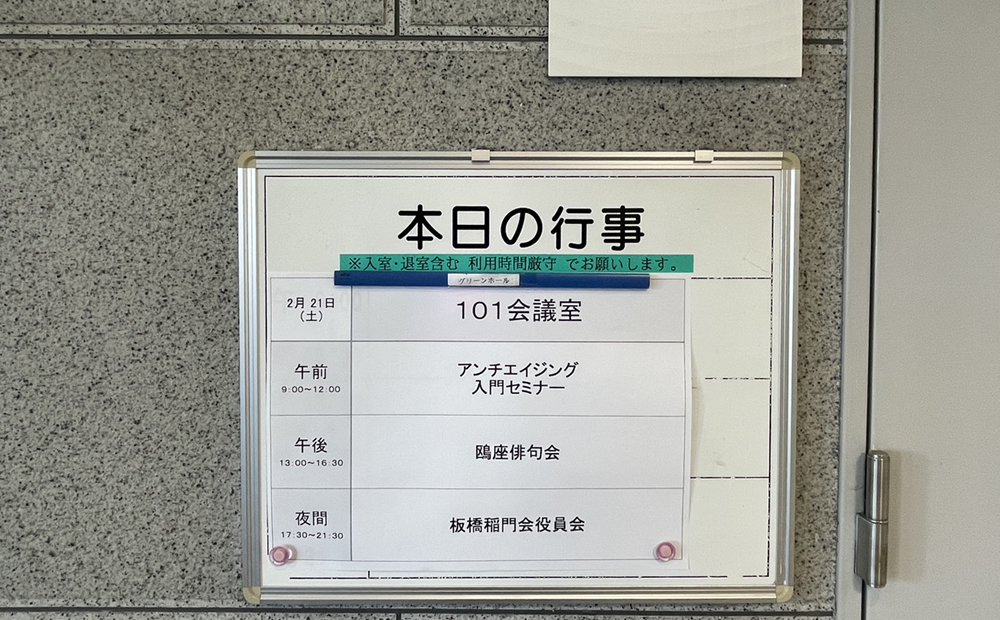 本日の行事
※入室・退室含む 利用時間厳守 でお願いします。
グリーンホール
2月 21日
（土）
101会議室
午前
9:00~12:00
アンチエイジング
入門セミナー
午後
13:00~16:30
鴎座俳句会
夜間
17:30~21:30
板橋稲門会役員会